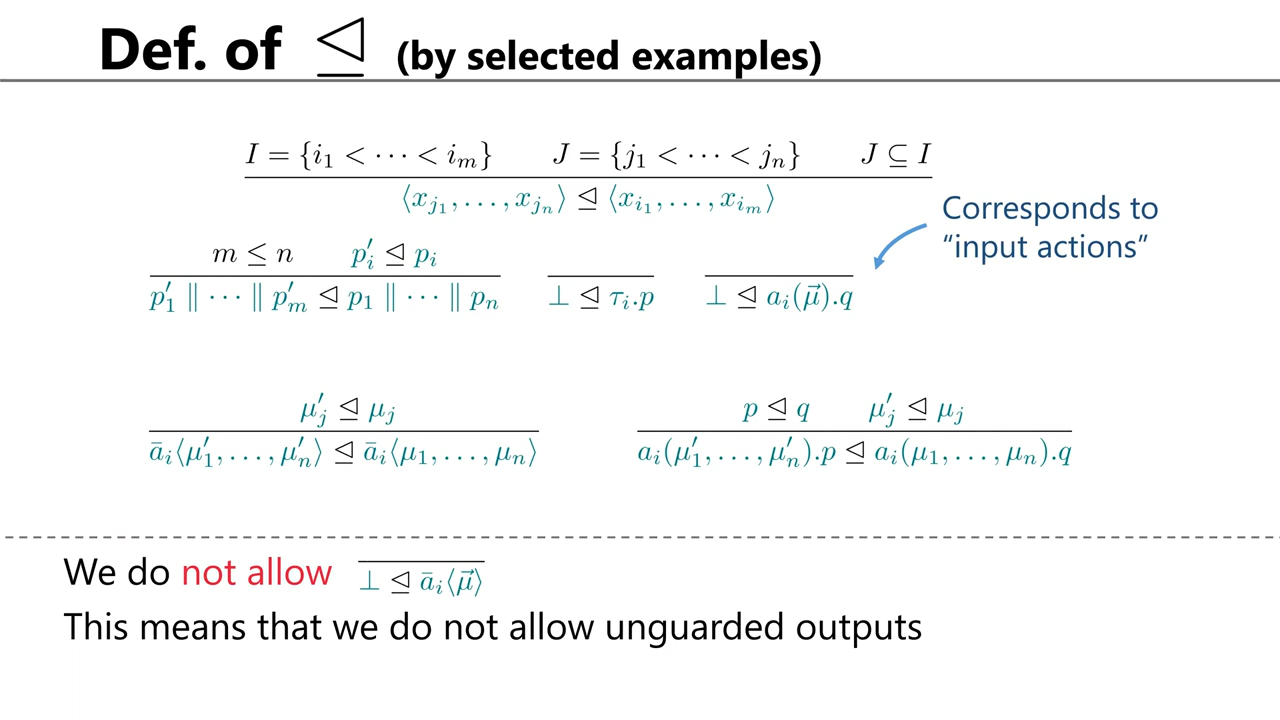 Def. of ⊴ (by selected examples)
I = {i₁ < ⋯ < iₘ} J = {j₁ < ⋯ < jₙ} J ⊆ I
⟨x_{j₁}, …, x_{jₙ}⟩ ⊴ ⟨x_{i₁}, …, x_{iₘ}⟩
Corresponds to
“input actions”
m ≤ n p′ᵢ ⊴ pᵢ
p′₁ ∥ ⋯ ∥ p′ₘ ⊴ p₁ ∥ ⋯ ∥ pₙ ⊥ ⊴ τᵢ.p ⊥ ⊴ aᵢ(μ⃗).q
μ′ⱼ ⊴ μⱼ p ⊴ q μ′ⱼ ⊴ μⱼ
āᵢ⟨μ′₁, …, μ′ₙ⟩ ⊴ āᵢ⟨μ₁, …, μₙ⟩ aᵢ(μ′₁, …, μ′ₙ).p ⊴ aᵢ(μ₁, …, μₙ).q
We do not allow ⊥ ⊴ āᵢ⟨μ⃗⟩
This means that we do not allow unguarded outputs